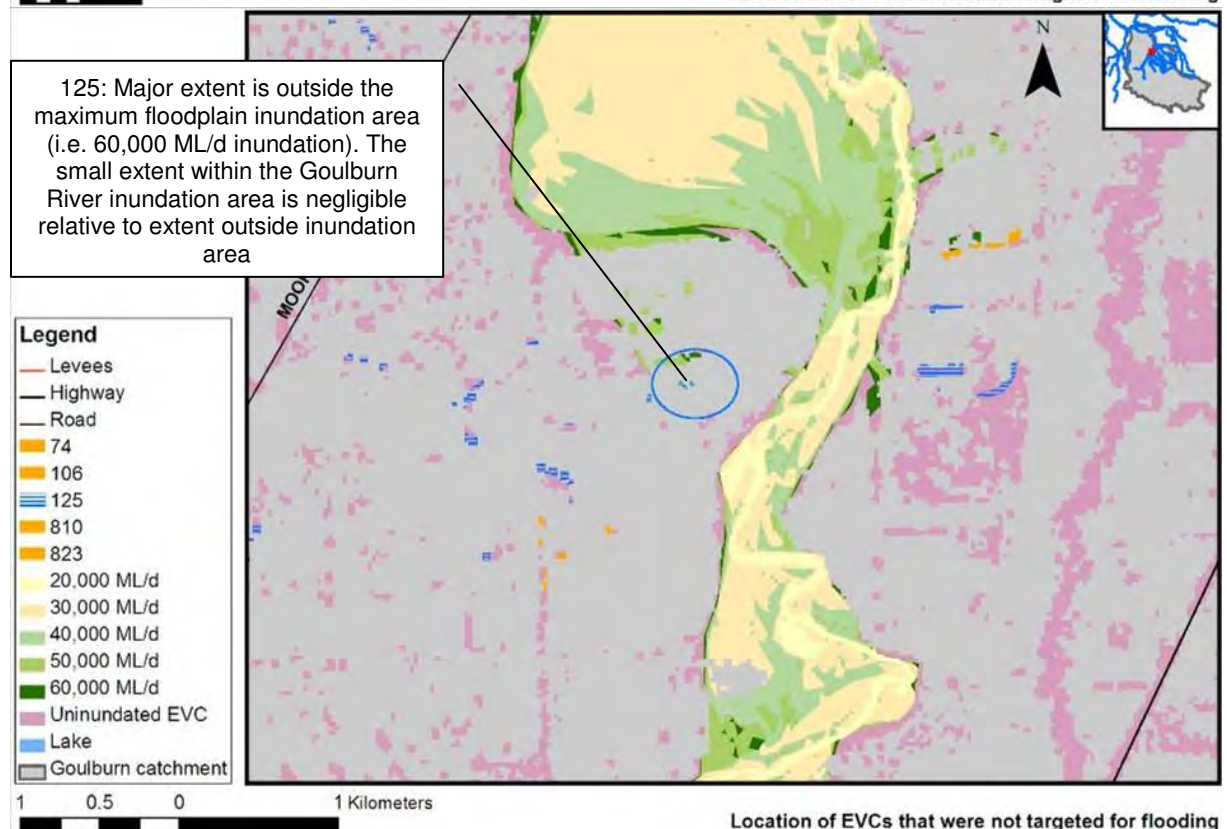 125: Major extent is outside the
maximum floodplain inundation area
(i.e. 60,000 ML/d inundation). The
small extent within the Goulburn
River inundation area is negligible
relative to extent outside inundation
area
N
Legend
Levees
Highway
Road
74
106
125
810
823
20,000 ML/d
30,000 ML/d
40,000 ML/d
50,000 ML/d
60,000 ML/d
Uninundated EVC
Lake
Goulburn catchment
1 0.5 0 1 Kilometers
Location of EVCs that were not targeted for flooding